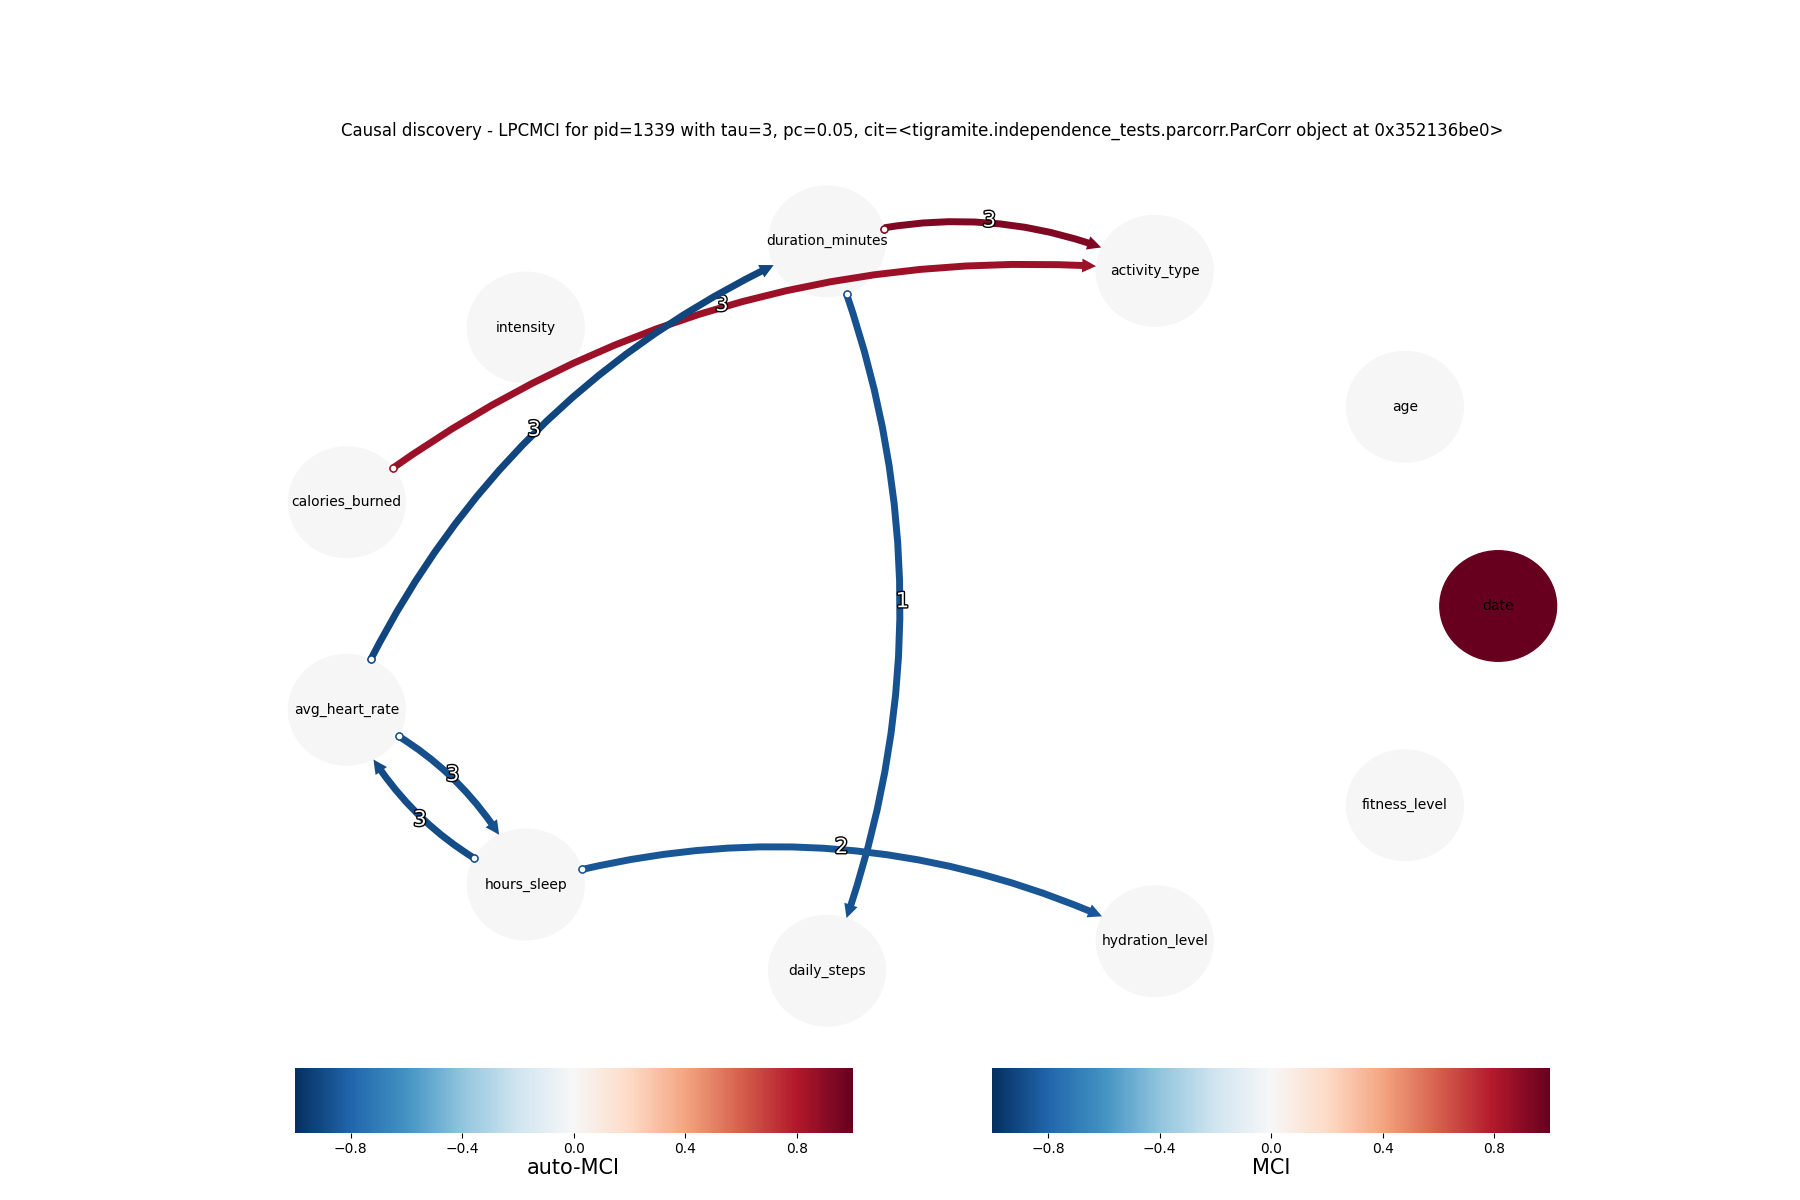 Causal discovery - LPCMCI for pid=1339 with tau=3, pc=0.05, cit=<tigramite.independence_tests.parcorr.ParCorr object at 0x352136be0>
3
duration_minutes
activity_type
3
intensity
age
3
calories_burned
date
1
avg_heart_rate
3
fitness_level
3
2
hours_sleep
hydration_level
daily_steps
−0.8 −0.4 0.0 0.4 0.8
auto-MCI
−0.8 −0.4 0.0 0.4 0.8
MCI